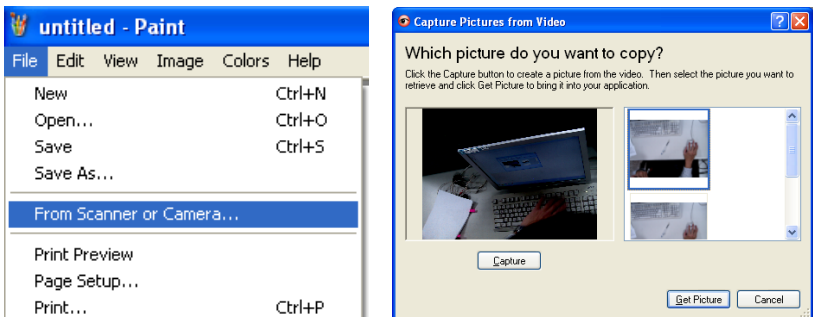 untitled - Paint
File Edit View Image Colors Help
New Ctrl+N
Open... Ctrl+O
Save Ctrl+S
Save As...
From Scanner or Camera...
Print Preview
Page Setup...
Print... Ctrl+P
Capture Pictures from Video
Which picture do you want to copy?
Click the Capture button to create a picture from the video. Then select the picture you want to
retrieve and click Get Picture to bring it into your application.
Capture
Get Picture Cancel